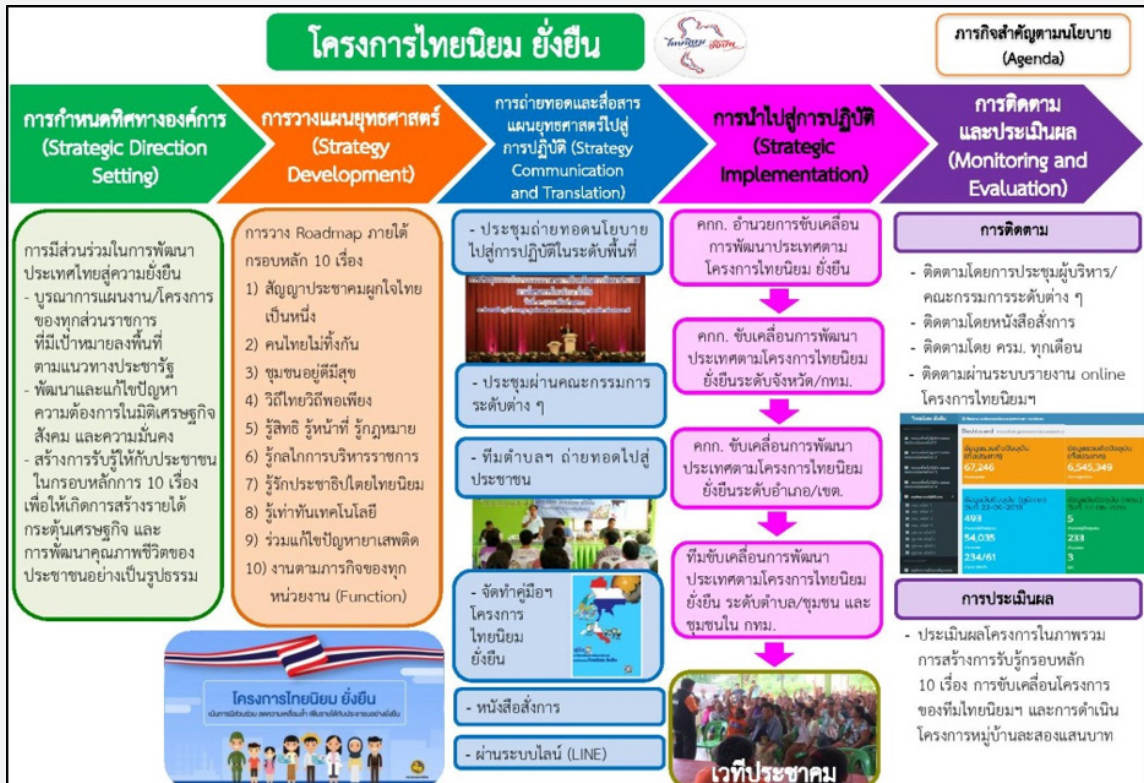 โครงการไทยนิยม ยั่งยืน
ไทยนิยม ยั่งยืน
ภารกิจสำคัญตามนโยบาย
(Agenda)
การกำหนดทิศทางองค์การ
(Strategic Direction
Setting)
การมีส่วนร่วมในการพัฒนา
ประเทศไทยสู่ความยั่งยืน
- บูรณาการแผนงาน/โครงการ
ของทุกส่วนราชการ
ที่มีเป้าหมายลงพื้นที่
ตามแนวทางประชารัฐ
- พัฒนาและแก้ไขปัญหา
ความต้องการในมิติเศรษฐกิจ
สังคม และความมั่นคง
- สร้างการรับรู้ให้กับประชาชน
ในกรอบหลักการ 10 เรื่อง
เพื่อให้เกิดการสร้างรายได้
กระตุ้นเศรษฐกิจ และ
การพัฒนาคุณภาพชีวิตของ
ประชาชนอย่างเป็นรูปธรรม
การวางแผนยุทธศาสตร์
(Strategy
Development)
การวาง Roadmap ภายใต้
กรอบหลัก 10 เรื่อง
1) สัญญาประชาคมผูกใจไทย
เป็นหนึ่ง
2) คนไทยไม่ทิ้งกัน
3) ชุมชนอยู่ดีมีสุข
4) วิถีไทยวิถีพอเพียง
5) รู้สิทธิ รู้หน้าที่ รู้กฎหมาย
6) รู้กลไกการบริหารราชการ
7) รู้รักประชาธิปไตยไทยนิยม
8) รู้เท่าทันเทคโนโลยี
9) ร่วมแก้ไขปัญหายาเสพติด
10) งานตามภารกิจของทุก
หน่วยงาน (Function)
โครงการไทยนิยม ยั่งยืน
การถ่ายทอดและสื่อสาร
แผนยุทธศาสตร์ไปสู่
การปฏิบัติ (Strategy
Communication
and Translation)
- ประชุมถ่ายทอดนโยบาย
ไปสู่การปฏิบัติในระดับพื้นที่
- ประชุมผ่านคณะกรรมการ
ระดับต่าง ๆ
- ทีมตำบลฯ ถ่ายทอดไปสู่
ประชาชน
- จัดทำคู่มือฯ
โครงการ
ไทยนิยม
ยั่งยืน
- หนังสือสั่งการ
- ผ่านระบบไลน์ (LINE)
การนำไปสู่การปฏิบัติ
(Strategic
Implementation)
คกก. อำนวยการขับเคลื่อน
การพัฒนาประเทศตาม
โครงการไทยนิยม ยั่งยืน
คกก. ขับเคลื่อนการพัฒนา
ประเทศตามโครงการไทยนิยม
ยั่งยืนระดับจังหวัด/กทม.
คกก. ขับเคลื่อนการพัฒนา
ประเทศตามโครงการไทยนิยม
ยั่งยืนระดับอำเภอ/เขต.
ทีมขับเคลื่อนการพัฒนา
ประเทศตามโครงการไทยนิยม
ยั่งยืน ระดับตำบล/ชุมชน และ
ชุมชนใน กทม.
เวทีประชาคม
การติดตาม
และประเมินผล
(Monitoring and
Evaluation)
การติดตาม
- ติดตามโดยการประชุมผู้บริหาร/
คณะกรรมการระดับต่าง ๆ
- ติดตามโดยหนังสือสั่งการ
- ติดตามโดย ครม. ทุกเดือน
- ติดตามผ่านระบบรายงาน online
โครงการไทยนิยมฯ
67,246
6,545,349
493
54,035
234/61
5
233
3
การประเมินผล
- ประเมินผลโครงการในภาพรวม
การสร้างการรับรู้กรอบหลัก
10 เรื่อง การขับเคลื่อนโครงการ
ของทีมไทยนิยมฯ และการดำเนิน
โครงการหมู่บ้านละสองแสนบาท